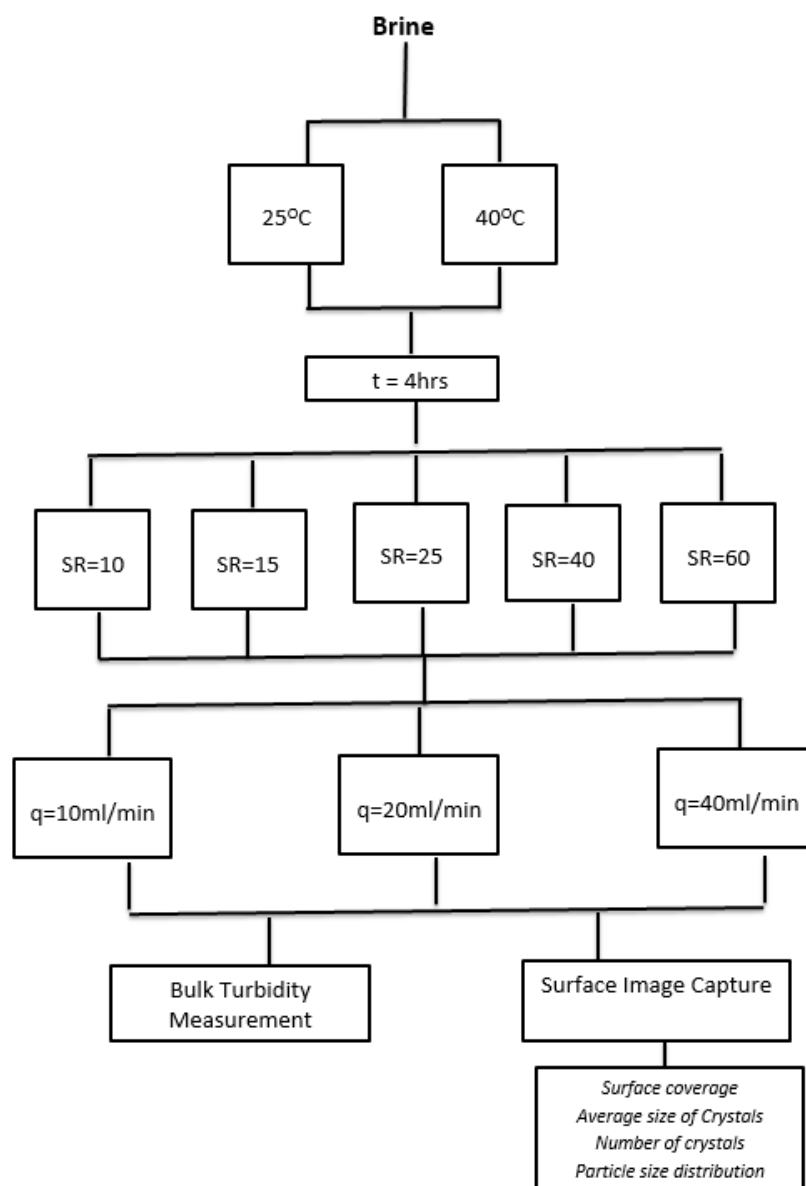 Brine
25°C
40°C
t = 4hrs
SR=10
SR=15
SR=25
SR=40
SR=60
q=10ml/min
q=20ml/min
q=40ml/min
Bulk Turbidity
Measurement
Surface Image Capture
Surface coverage
Average size of Crystals
Number of crystals
Particle size distribution